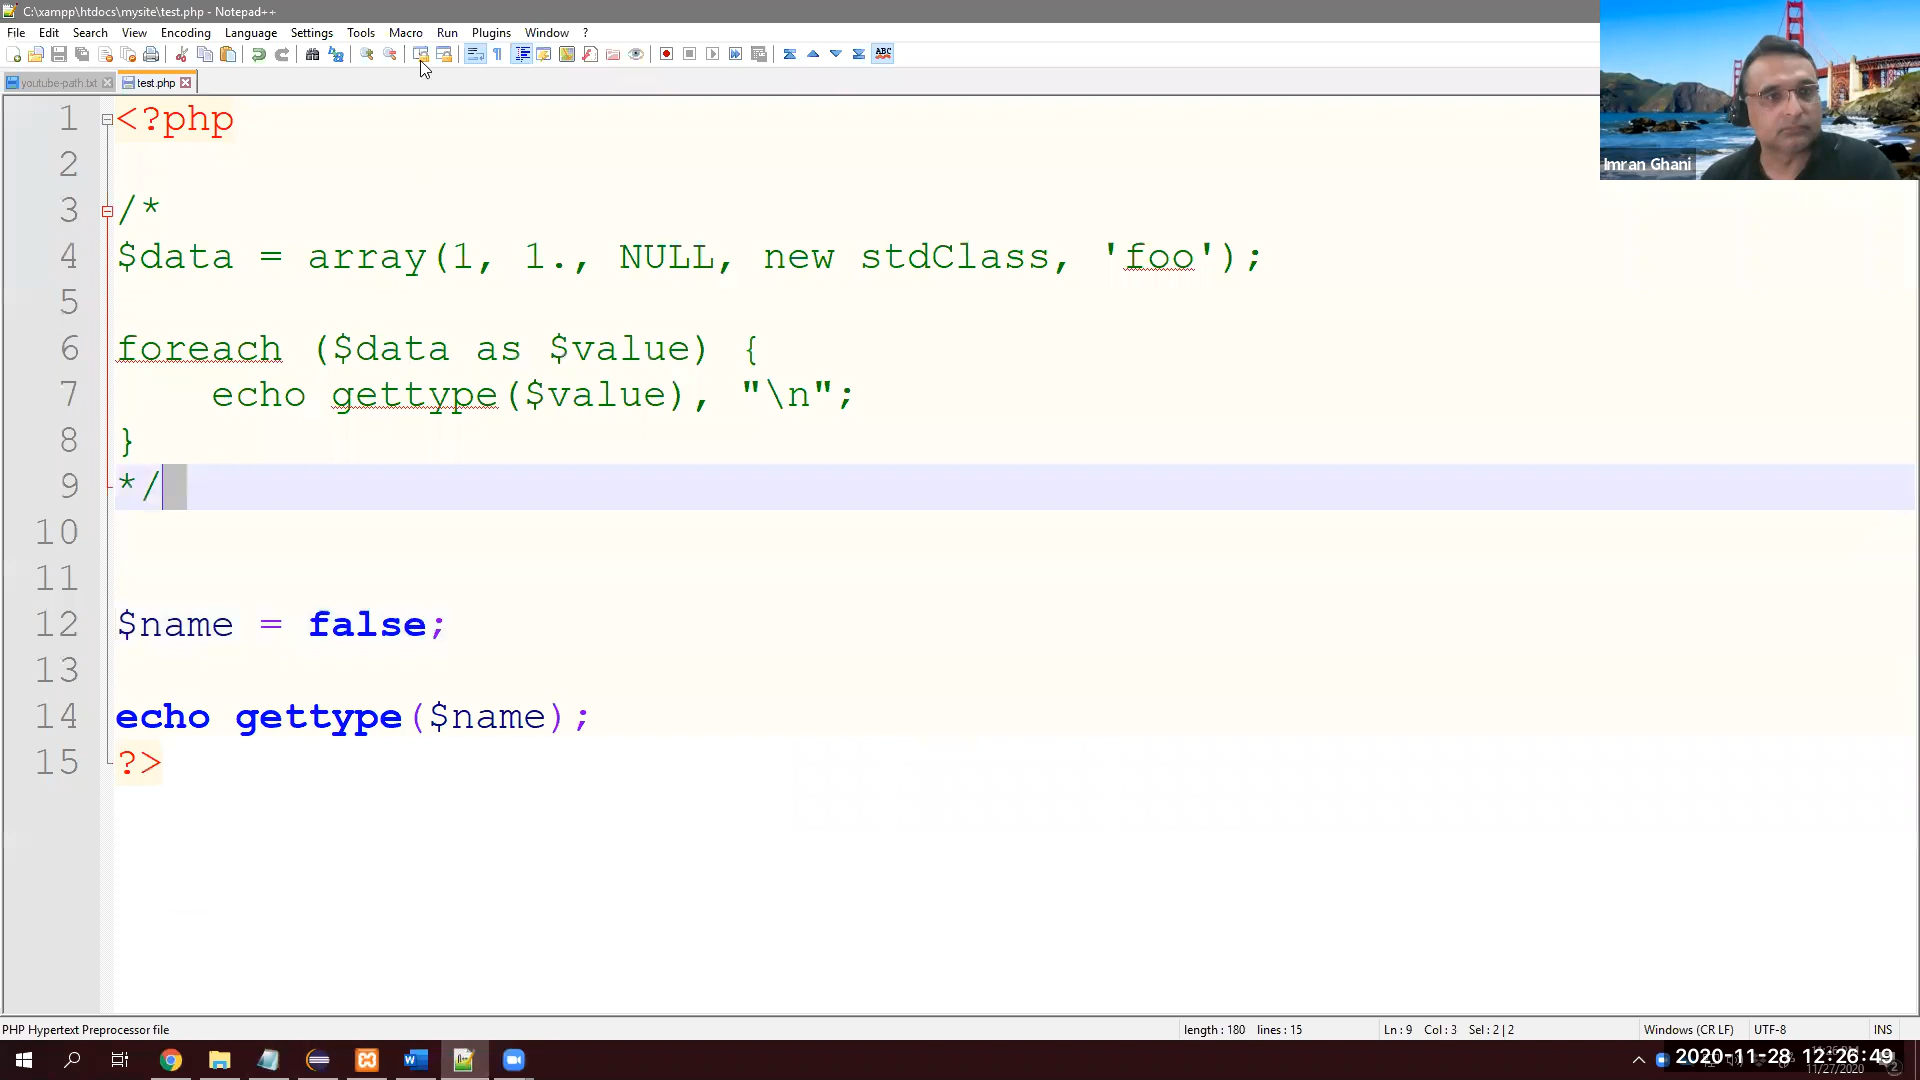 C:\xampp\htdocs\mysite\test.php - Notepad++
File Edit Search View Encoding Language Settings Tools Macro Run Plugins Window ?
ABC
youtube-path.txt test.php
1 <?php
2
3 /*
4 $data = array(1, 1., NULL, new stdClass, 'foo');
5
6 foreach ($data as $value) {
7 echo gettype($value), "\n";
8 }
9 */
10
11
12 $name = false;
13
14 echo gettype($name);
15 ?>
Imran Ghani
PHP Hypertext Preprocessor file length : 180 lines : 15 Ln : 9 Col : 3 Sel : 2 | 2 Windows (CR LF) UTF-8 INS
2020-11-28 12:26:49
11/27/2020